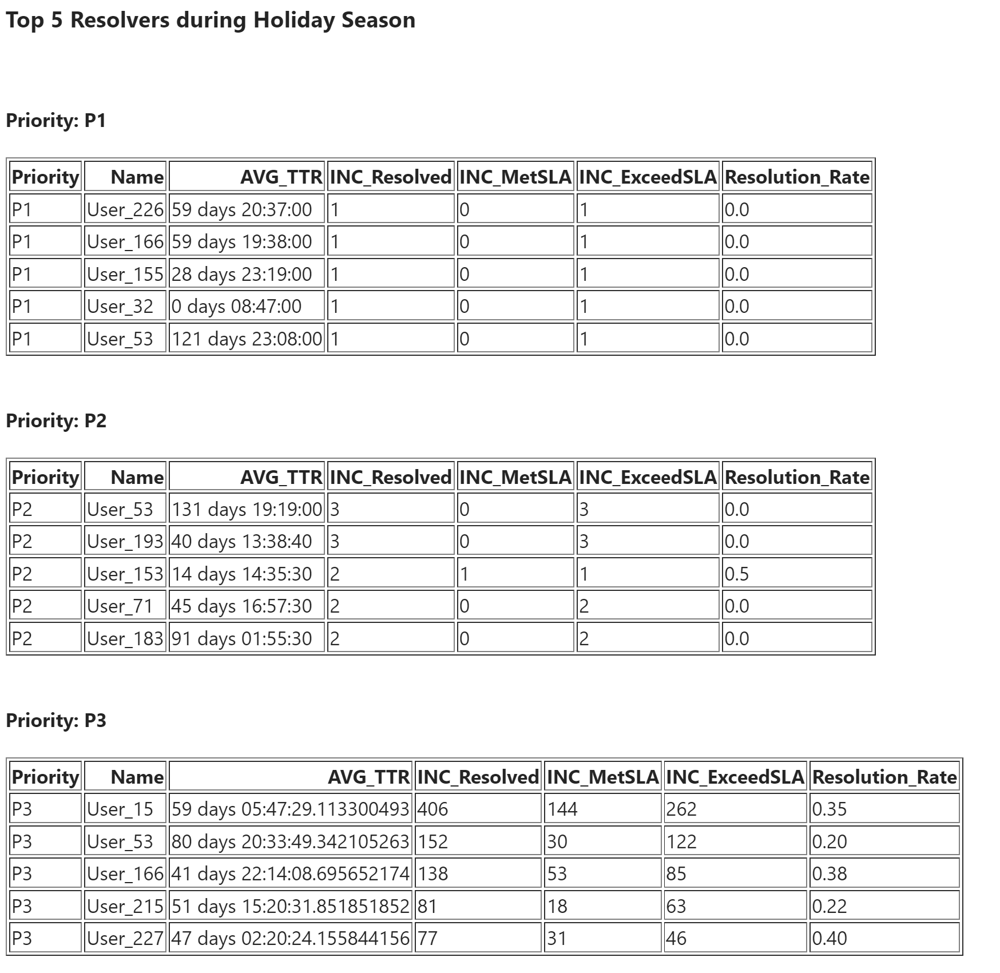 Top 5 Resolvers during Holiday Season
Priority: P1
Priority Name AVG_TTR INC_Resolved INC_MetSLA INC_ExceedSLA Resolution_Rate
P1 User_226 59 days 20:37:00 1 0 1 0.0
P1 User_166 59 days 19:38:00 1 0 1 0.0
P1 User_155 28 days 23:19:00 1 0 1 0.0
P1 User_32 0 days 08:47:00 1 0 1 0.0
P1 User_53 121 days 23:08:00 1 0 1 0.0
Priority: P2
Priority Name AVG_TTR INC_Resolved INC_MetSLA INC_ExceedSLA Resolution_Rate
P2 User_53 131 days 19:19:00 3 0 3 0.0
P2 User_193 40 days 13:38:40 3 0 3 0.0
P2 User_153 14 days 14:35:30 2 1 1 0.5
P2 User_71 45 days 16:57:30 2 0 2 0.0
P2 User_183 91 days 01:55:30 2 0 2 0.0
Priority: P3
Priority Name AVG_TTR INC_Resolved INC_MetSLA INC_ExceedSLA Resolution_Rate
P3 User_15 59 days 05:47:29.113300493 406 144 262 0.35
P3 User_53 80 days 20:33:49.342105263 152 30 122 0.20
P3 User_166 41 days 22:14:08.695652174 138 53 85 0.38
P3 User_215 51 days 15:20:31.851851852 81 18 63 0.22
P3 User_227 47 days 02:20:24.155844156 77 31 46 0.40